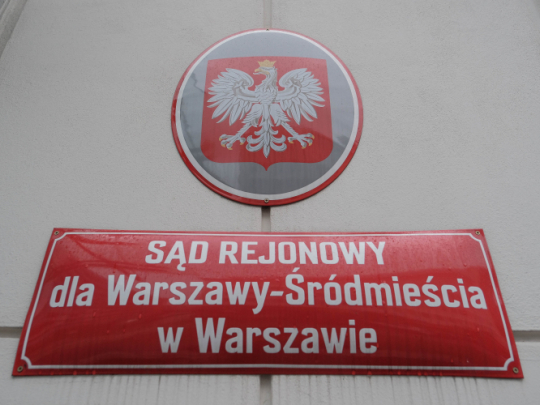 SĄD REJONOWY
dla Warszawy-Śródmieścia
w Warszawie